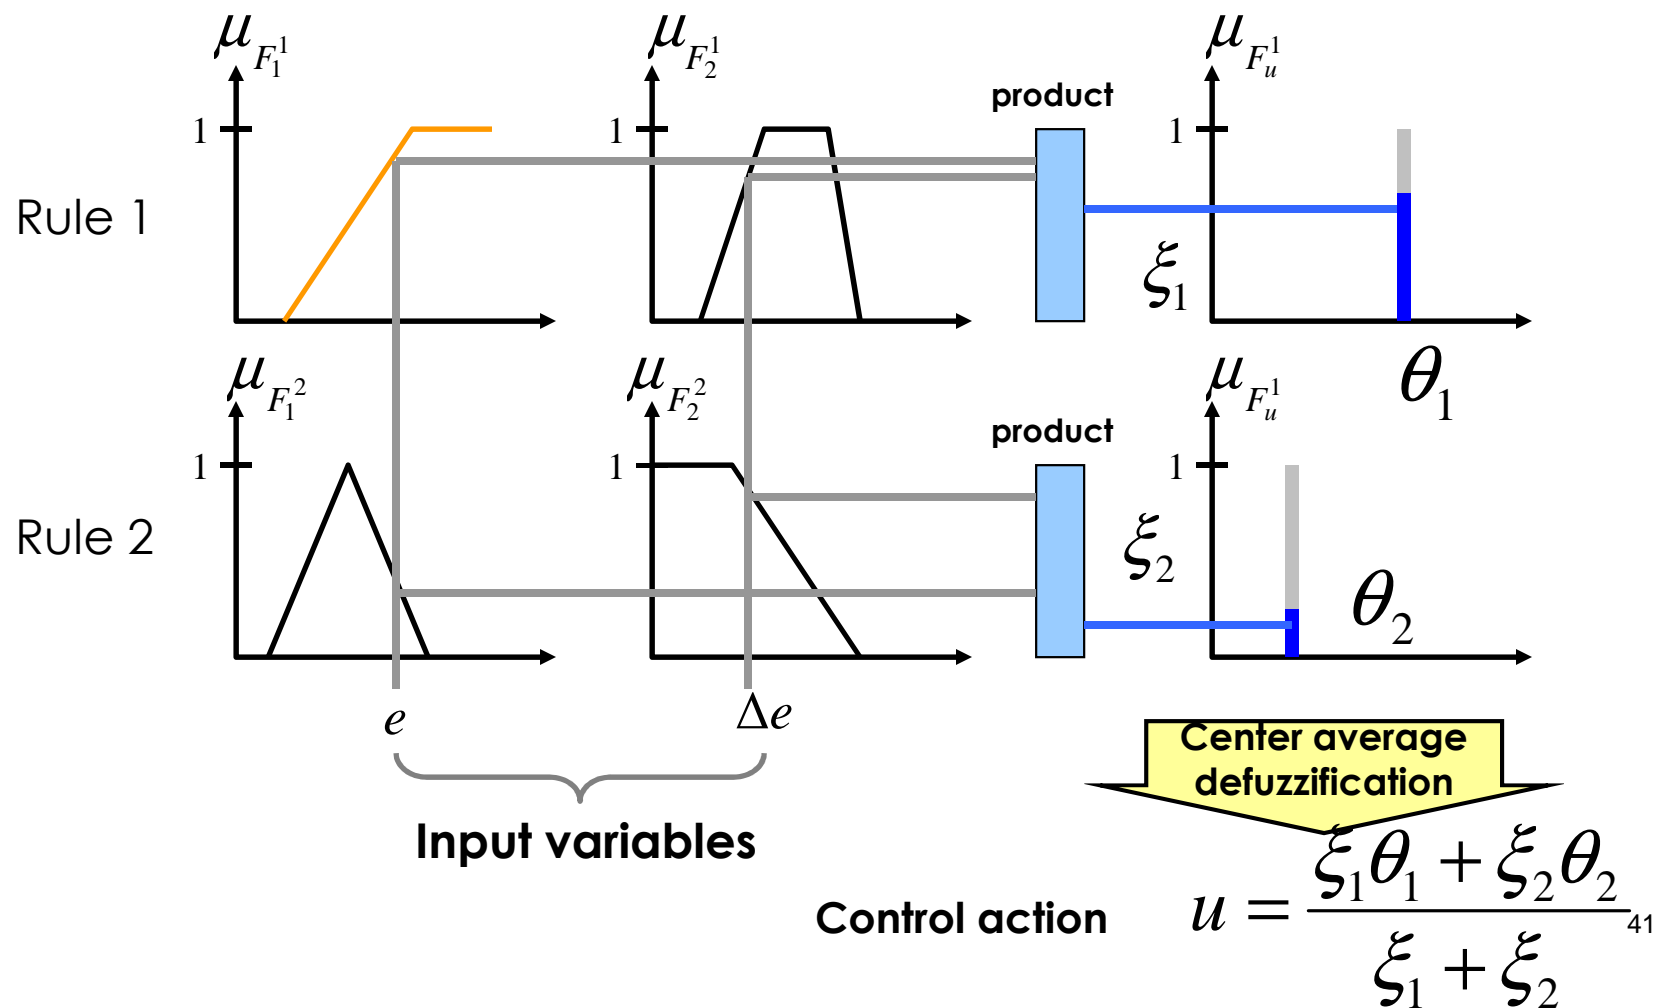 μ_{F_1^1} μ_{F_2^1} μ_{F_u^1}
product
1 1 1
Rule 1
ξ_1
θ_1
μ_{F_1^2} μ_{F_2^2} μ_{F_u^1}
product
1 1 1
Rule 2
ξ_2
θ_2
e Δe
Center average
defuzzification
Input variables
Control action u = \frac{ξ_1θ_1 + ξ_2θ_2}{ξ_1 + ξ_2}
41